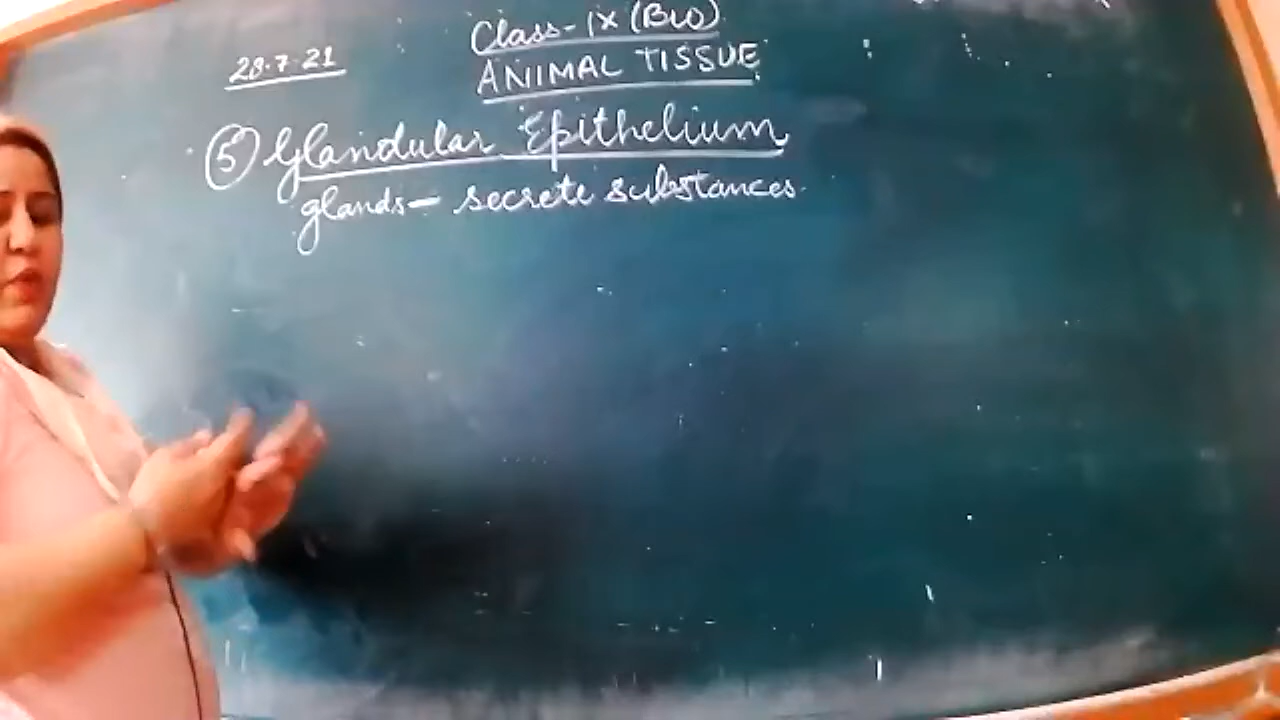 Class-IX (Bio)
28.7.21
ANIMAL TISSUE
⑤ Glandular Epithelium
glands- secrete substances